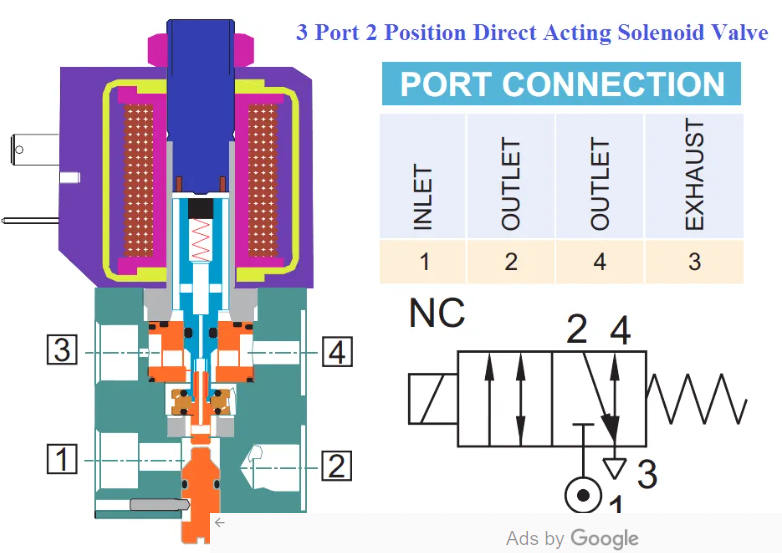 3 Port 2 Position Direct Acting Solenoid Valve
PORT CONNECTION
INLET OUTLET OUTLET EXHAUST
1 2 4 3
NC
2 4
3 4
1 2
3
1
Ads by Google